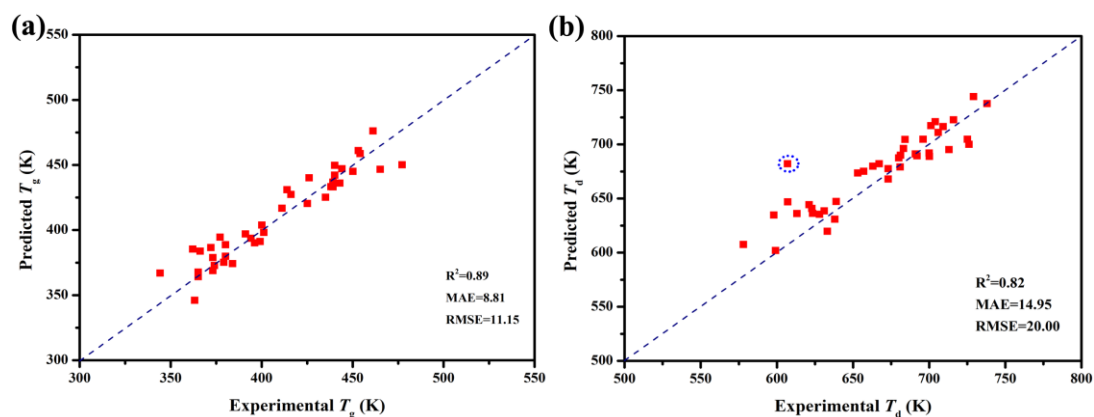 (a)
550
500
450
400
350
300
300 350 400 450 500 550
Predicted Tg (K)
Experimental Tg (K)
R²=0.89
MAE=8.81
RMSE=11.15
(b)
800
750
700
650
600
550
500
500 550 600 650 700 750 800
Predicted Td (K)
Experimental Td (K)
R²=0.82
MAE=14.95
RMSE=20.00